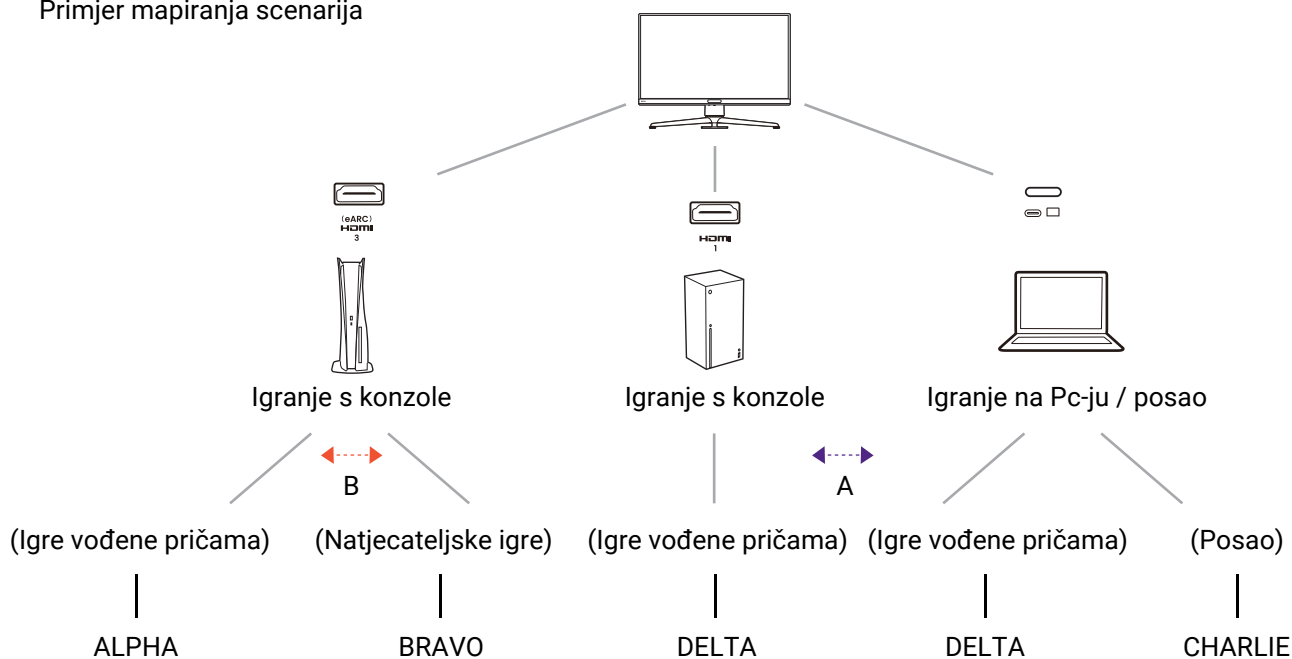 Primjer mapiranja scenarija
(eARC)
HDMI
3
HDMI
1
Igranje s konzole
Igranje s konzole
Igranje na Pc-ju / posao
B
A
(Igre vođene pričama)
(Natjecateljske igre)
(Igre vođene pričama)
(Igre vođene pričama)
(Posao)
ALPHA
BRAVO
DELTA
DELTA
CHARLIE